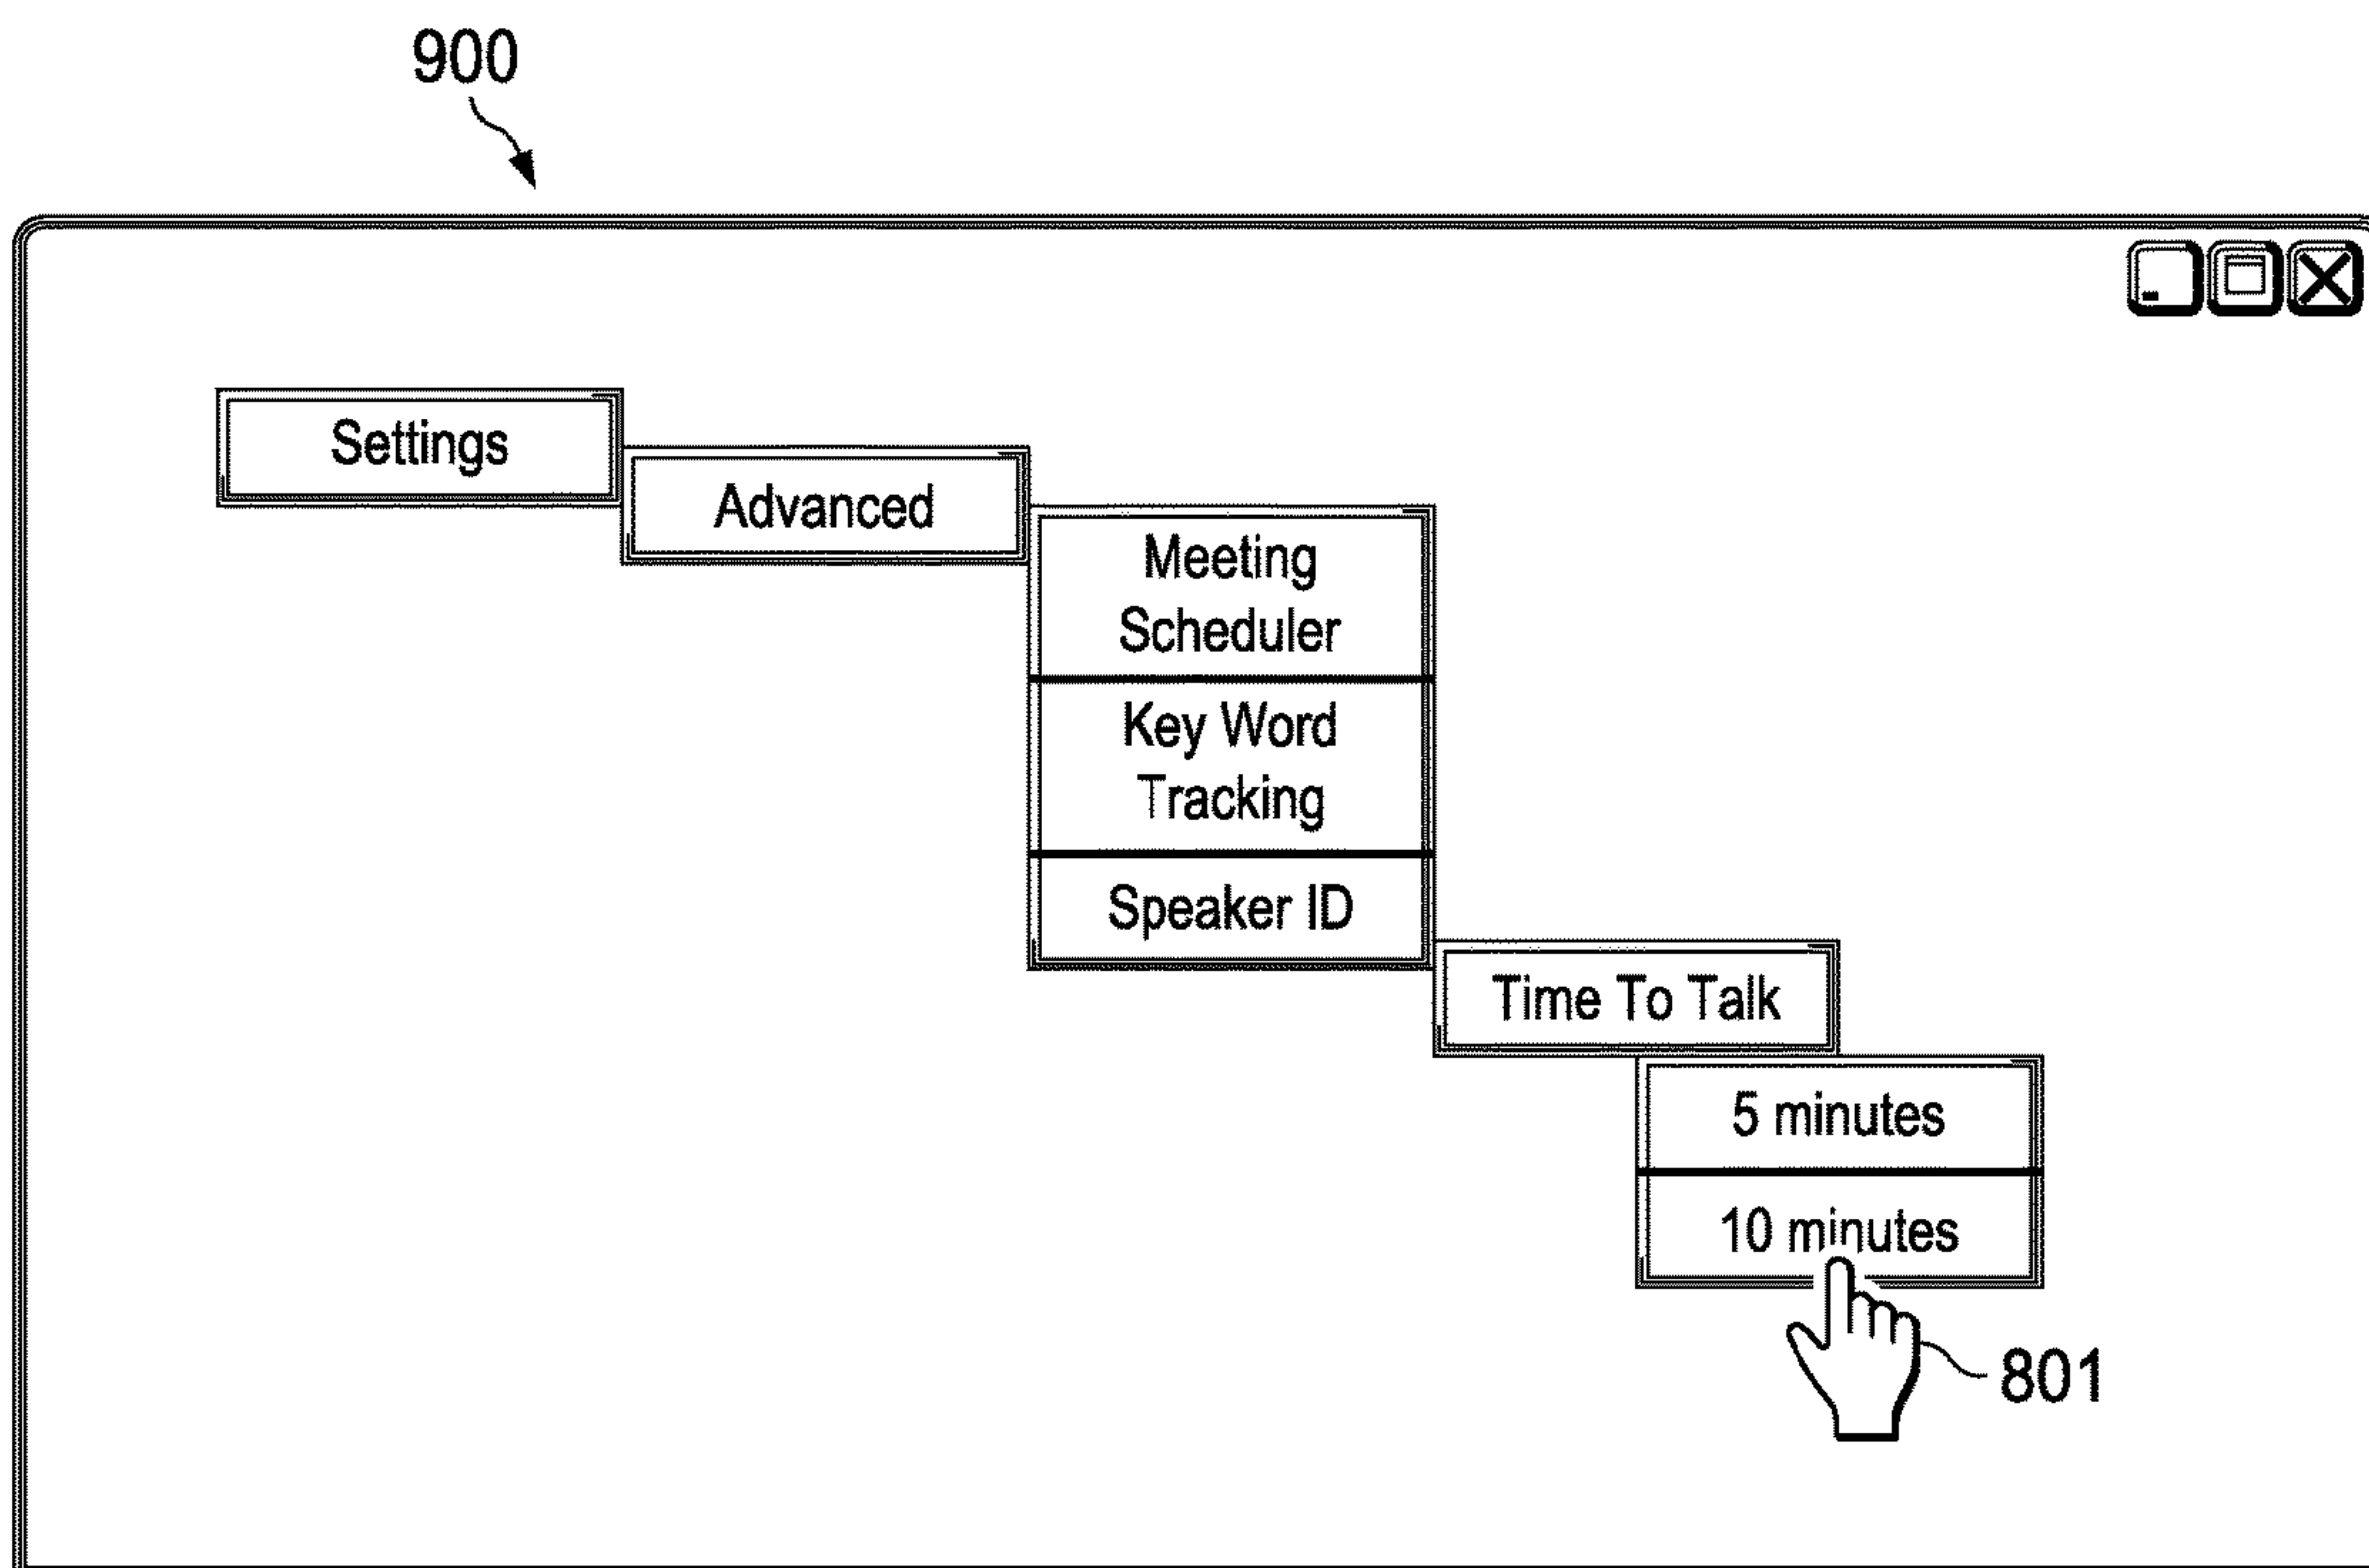 900
Settings
Advanced
Meeting
Scheduler
Key Word
Tracking
Speaker ID
Time To Talk
5 minutes
10 minutes
801